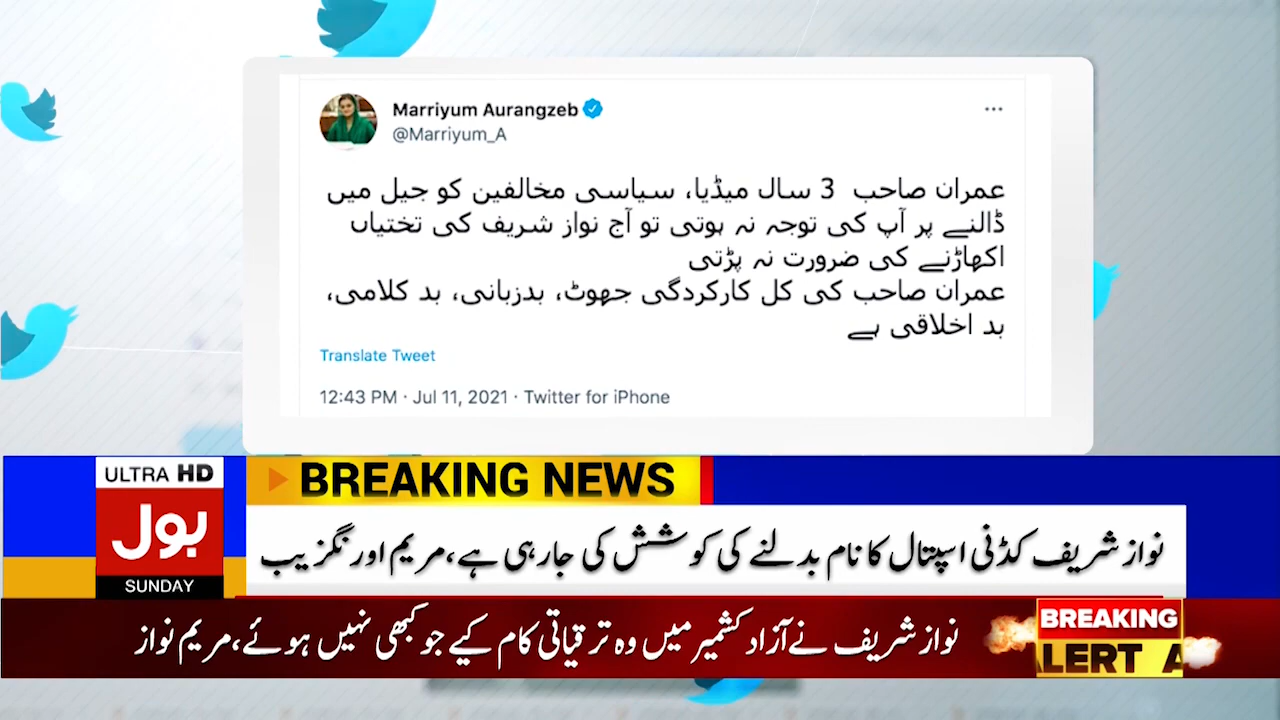 Marriyum Aurangzeb
@Marriyum_A
عمران صاحب 3 سال میڈیا، سیاسی مخالفین کو جیل میں
ڈالنے پر آپ کی توجہ نہ ہوتی تو آج نواز شریف کی تختیاں
اکھاڑنے کی ضرورت نہ پڑتی
عمران صاحب کی کل کارکردگی جھوٹ، بدزبانی، بد کلامی،
بد اخلاقی ہے
Translate Tweet
12:43 PM · Jul 11, 2021 · Twitter for iPhone
ULTRA HD
بول
SUNDAY
BREAKING NEWS
نواز شریف کڈنی اسپتال کا نام بدلنے کی کوشش کی جارہی ہے، مریم اورنگزیب
نواز شریف نے آزاد کشمیر میں وہ ترقیاتی کام کیے جو کبھی نہیں ہوئے، مریم نواز
BREAKING
LERT A